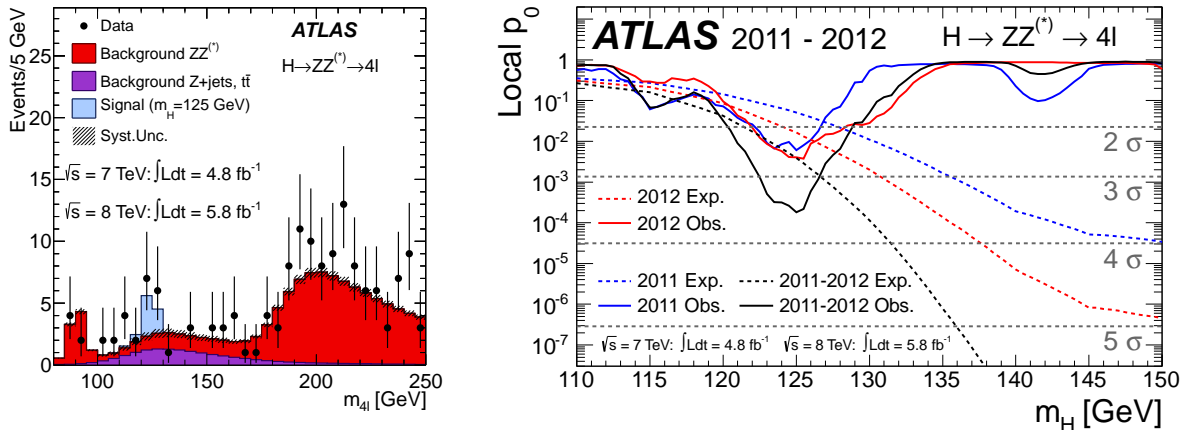 Events/5 GeV
25
20
15
10
5
0
Data
Background ZZ(*)
Background Z+jets, tt̄
Signal (mH=125 GeV)
Syst.Unc.
ATLAS
H→ZZ(*)→4l
√s = 7 TeV: ∫Ldt = 4.8 fb-1
√s = 8 TeV: ∫Ldt = 5.8 fb-1
100 150 200 250
m4l [GeV]
Local p0
10
1
10-1
10-2
10-3
10-4
10-5
10-6
10-7
ATLAS 2011 - 2012 H → ZZ(*) → 4l
2 σ
3 σ
4 σ
5 σ
2012 Exp.
2012 Obs.
2011 Exp. 2011-2012 Exp.
2011 Obs. 2011-2012 Obs.
√s = 7 TeV: ∫Ldt = 4.8 fb-1 √s = 8 TeV: ∫Ldt = 5.8 fb-1
110 115 120 125 130 135 140 145 150
mH [GeV]